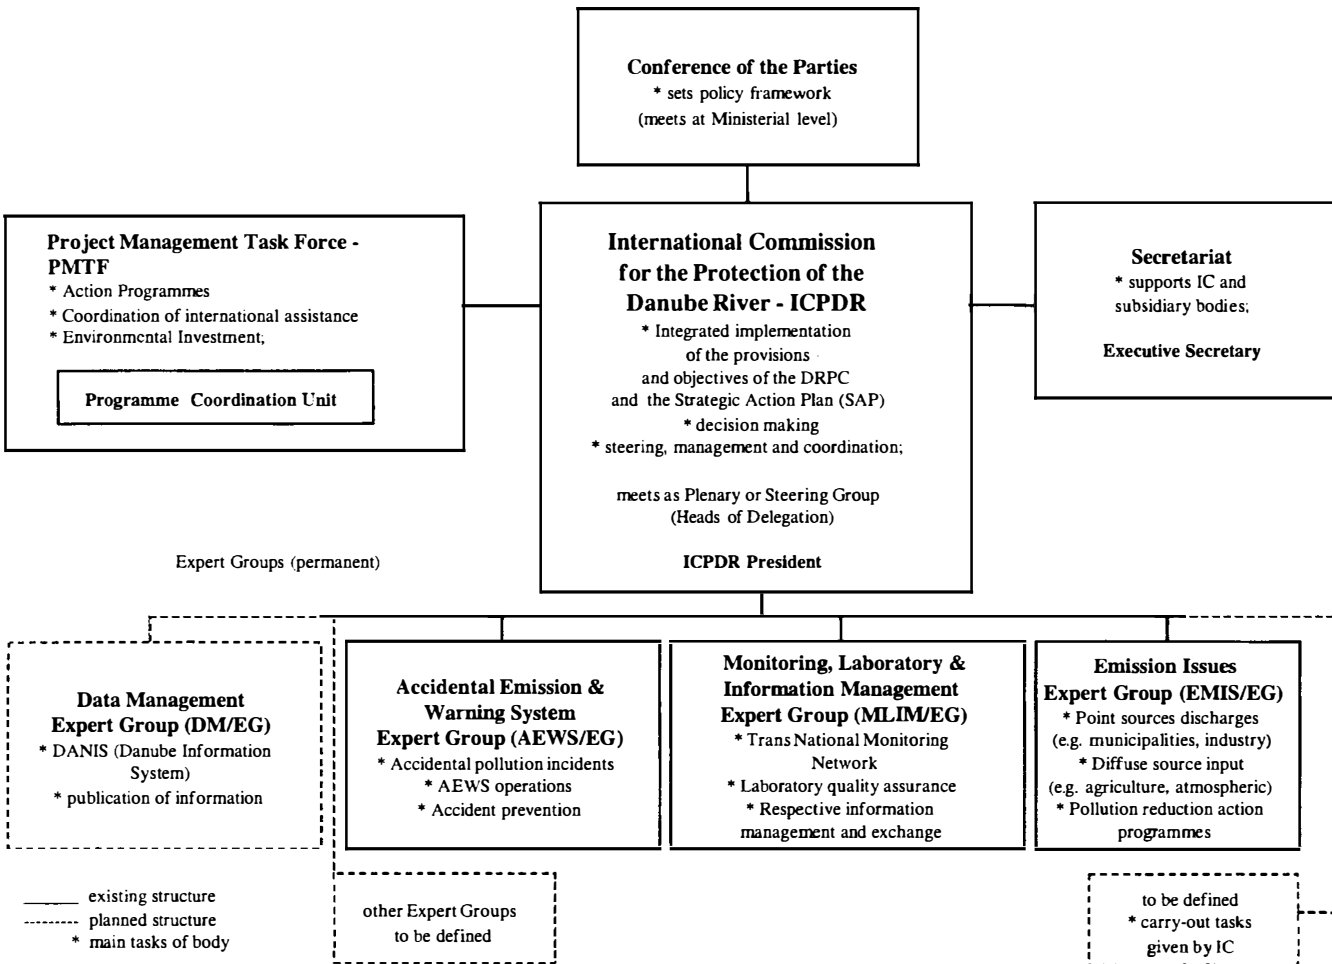 Conference of the Parties
* sets policy framework
(meets at Ministerial level)
Project Management Task Force -
PMTF
* Action Programmes
* Coordination of international assistance
* Environmental Investment;
Programme Coordination Unit
International Commission
for the Protection of the
Danube River - ICPDR
* Integrated implementation
of the provisions
and objectives of the DRPC
and the Strategic Action Plan (SAP)
* decision making
* steering, management and coordination;
meets as Plenary or Steering Group
(Heads of Delegation)
ICPDR President
Secretariat
* supports IC and
subsidiary bodies;
Executive Secretary
Expert Groups (permanent)
Data Management
Expert Group (DM/EG)
* DANIS (Danube Information
System)
* publication of information
Accidental Emission &
Warning System
Expert Group (AEWS/EG)
* Accidental pollution incidents
* AEWS operations
* Accident prevention
Monitoring, Laboratory &
Information Management
Expert Group (MLIM/EG)
* Trans National Monitoring
Network
* Laboratory quality assurance
* Respective information
management and exchange
Emission Issues
Expert Group (EMIS/EG)
* Point sources discharges
(e.g. municipalities, industry)
* Diffuse source input
(e.g. agriculture, atmospheric)
* Pollution reduction action
programmes
existing structure
planned structure
* main tasks of body
other Expert Groups
to be defined
to be defined
* carry-out tasks
given by IC